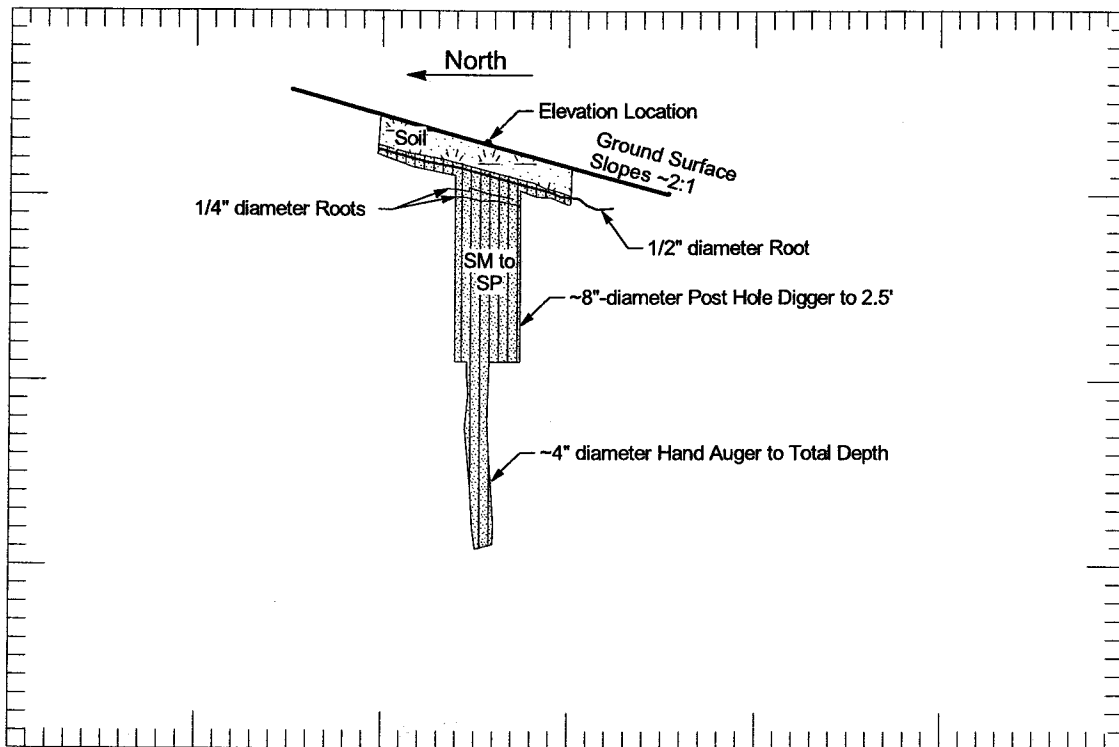 North
Elevation Location
Soil
Ground Surface
Slopes ~2:1
1/4" diameter Roots
1/2" diameter Root
SM to
SP
~8"-diameter Post Hole Digger to 2.5'
~4" diameter Hand Auger to Total Depth